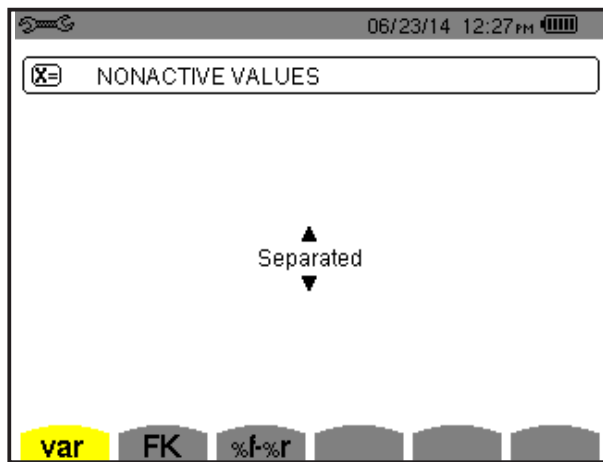 06/23/14 12:27PM
X= NONACTIVE VALUES
Separated
var FK %f-%r